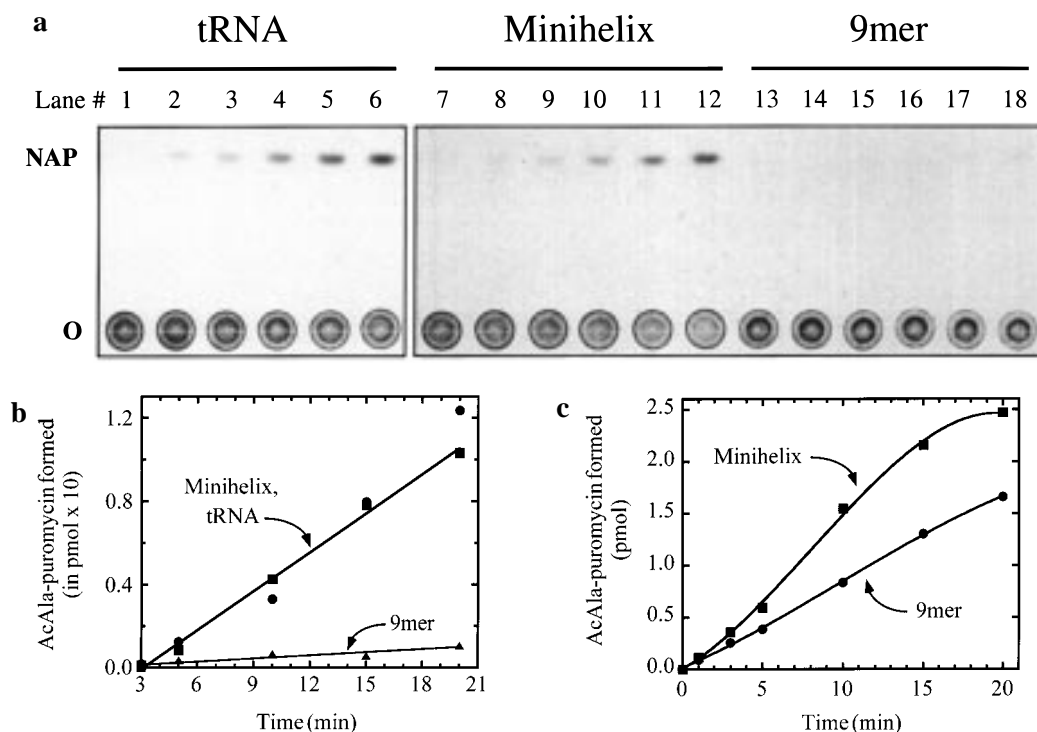 a
tRNA Minihelix 9mer
Lane # 1 2 3 4 5 6 7 8 9 10 11 12 13 14 15 16 17 18
NAP
O
b
AcAla-puromycin formed
(in pmol x 10)
1.2
0.8
0.4
0.0
Minihelix,
tRNA
9mer
3 6 9 12 15 18 21
Time (min)
c
AcAla-puromycin formed
(pmol)
2.5
2.0
1.5
1.0
0.5
0.0
Minihelix
9mer
0 5 10 15 20
Time (min)